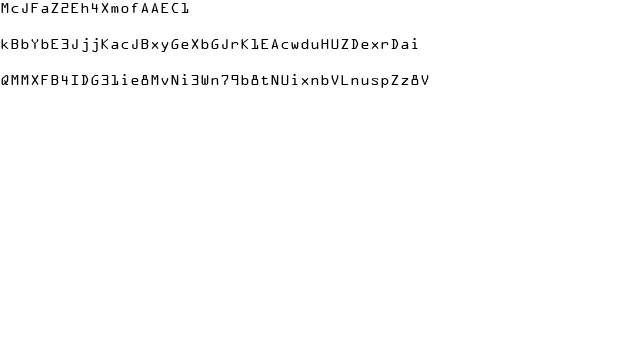 McJFaZ2Eh4XmofAAEC1
kBbYbE3JjjKacJBxyGeXbGJrK1EAcwduHUZDexrDai
QMMXFB4IDG31ie8MvNi3Wn79b8tNUixnbVLnuspZz8V